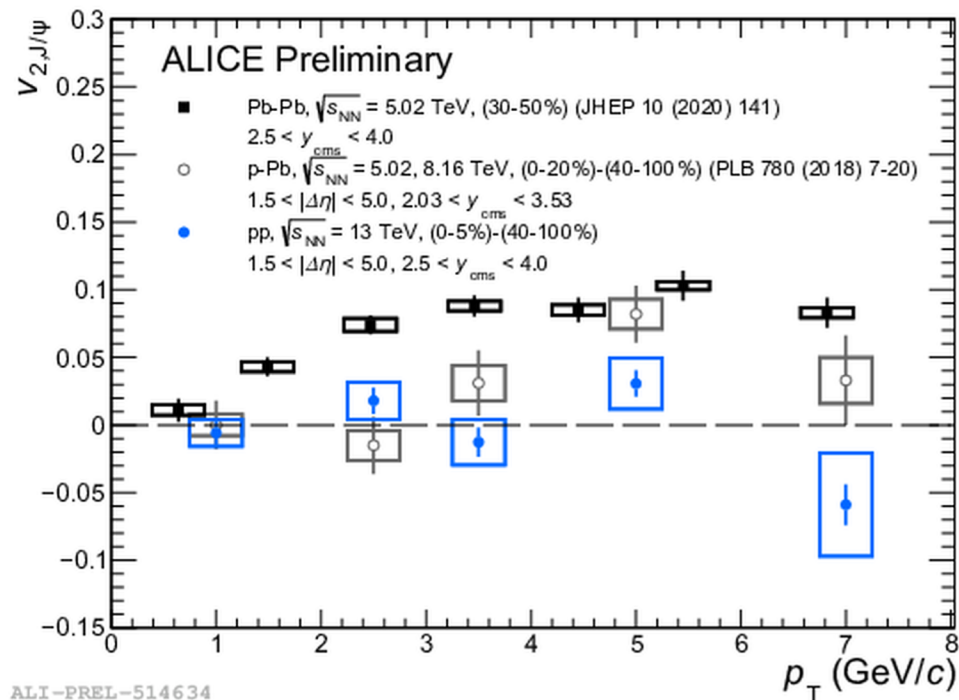 0.3
ALICE Preliminary
v2,J/ψ
0.25
Pb-Pb, √sNN = 5.02 TeV, (30-50%) (JHEP 10 (2020) 141)
2.5 < ycms < 4.0
0.2
p-Pb, √sNN = 5.02, 8.16 TeV, (0-20%)-(40-100%) (PLB 780 (2018) 7-20)
1.5 < |Δη| < 5.0, 2.03 < ycms < 3.53
0.15
pp, √sNN = 13 TeV, (0-5%)-(40-100%)
1.5 < |Δη| < 5.0, 2.5 < ycms < 4.0
0.1
0.05
0
−0.05
−0.1
−0.15
0 1 2 3 4 5 6 7 8
pT (GeV/c)
ALI-PREL-514634